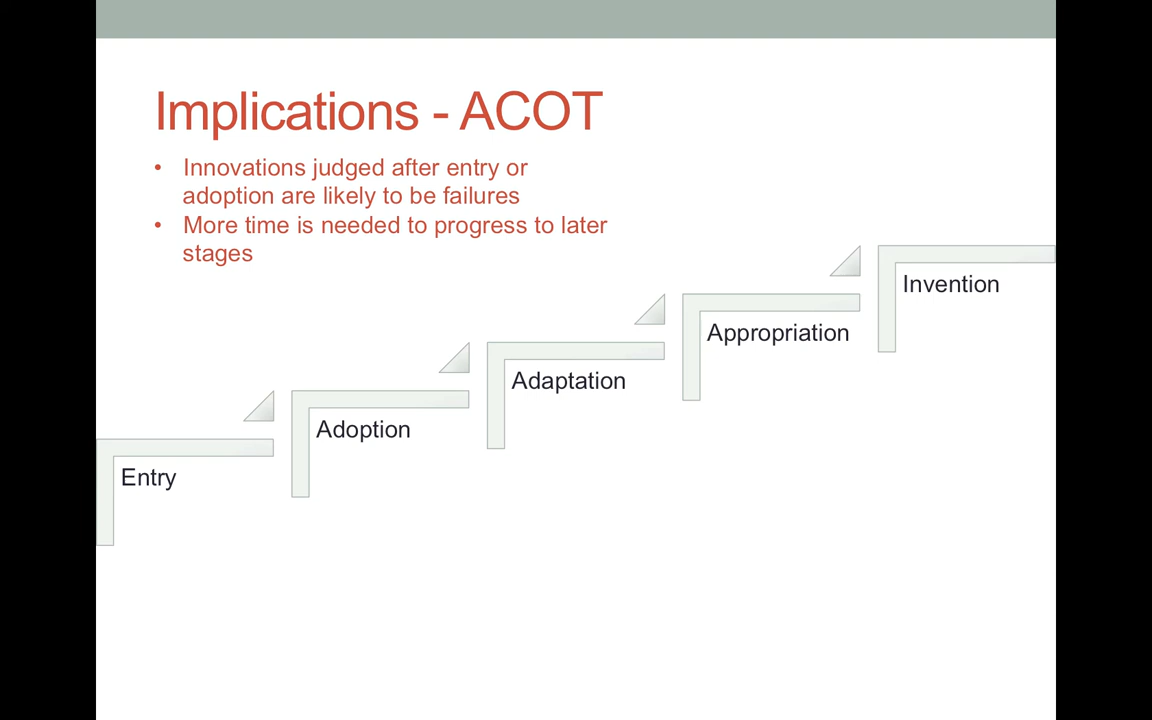 Implications - ACOT
• Innovations judged after entry or
adoption are likely to be failures
• More time is needed to progress to later
stages
Invention
Appropriation
Adaptation
Adoption
Entry